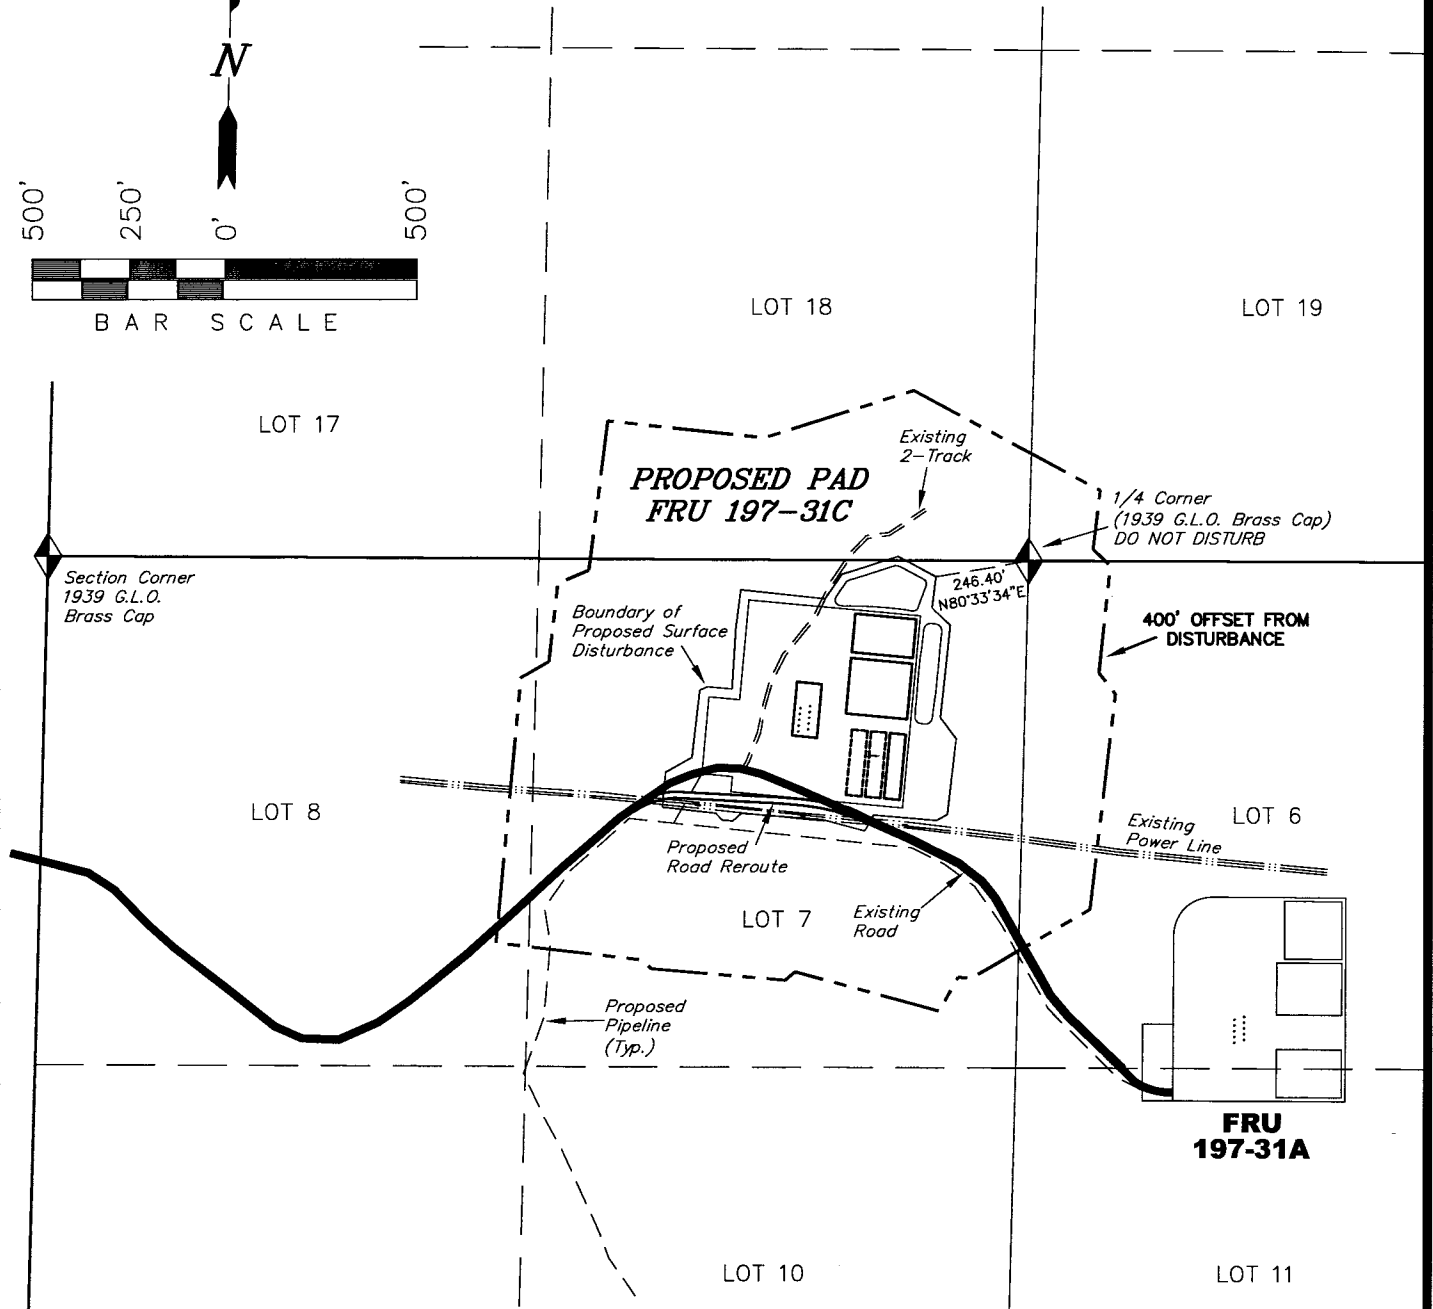 N
500'
250'
0'
500'
BAR SCALE
LOT 18
LOT 19
LOT 17
Existing
2-Track
PROPOSED PAD
FRU 197-31C
1/4 Corner
(1939 G.L.O. Brass Cap)
DO NOT DISTURB
Section Corner
1939 G.L.O.
Brass Cap
246.40'
N80°33'34"E
Boundary of
Proposed Surface
Disturbance
400' OFFSET FROM
DISTURBANCE
LOT 8
LOT 6
Existing
Power Line
Proposed
Road Reroute
LOT 7
Existing
Road
Proposed
Pipeline
(Typ.)
FRU
197-31A
LOT 10
LOT 11